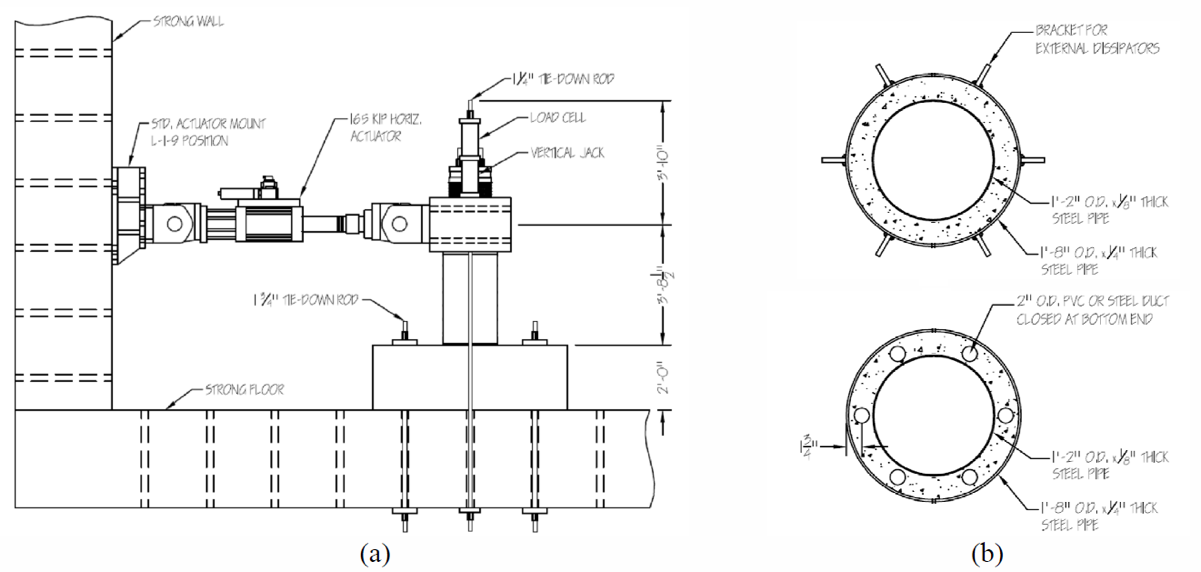 STRONG WALL
1¼" TIE-DOWN ROD
STD. ACTUATOR MOUNT
L-1-9 POSITION
165 KIP HORIZ.
ACTUATOR
LOAD CELL
VERTICAL JACK
3'-10"
3'-8½"
1¾" TIE-DOWN ROD
2'-0"
STRONG FLOOR
(a)
BRACKET FOR
EXTERNAL DISSIPATORS
1'-2" O.D. x⅛" THICK
STEEL PIPE
1'-8" O.D. x¼" THICK
STEEL PIPE
2" O.D. PVC OR STEEL DUCT
CLOSED AT BOTTOM END
1¾"
1'-2" O.D. x⅛" THICK
STEEL PIPE
1'-8" O.D. x¼" THICK
STEEL PIPE
(b)